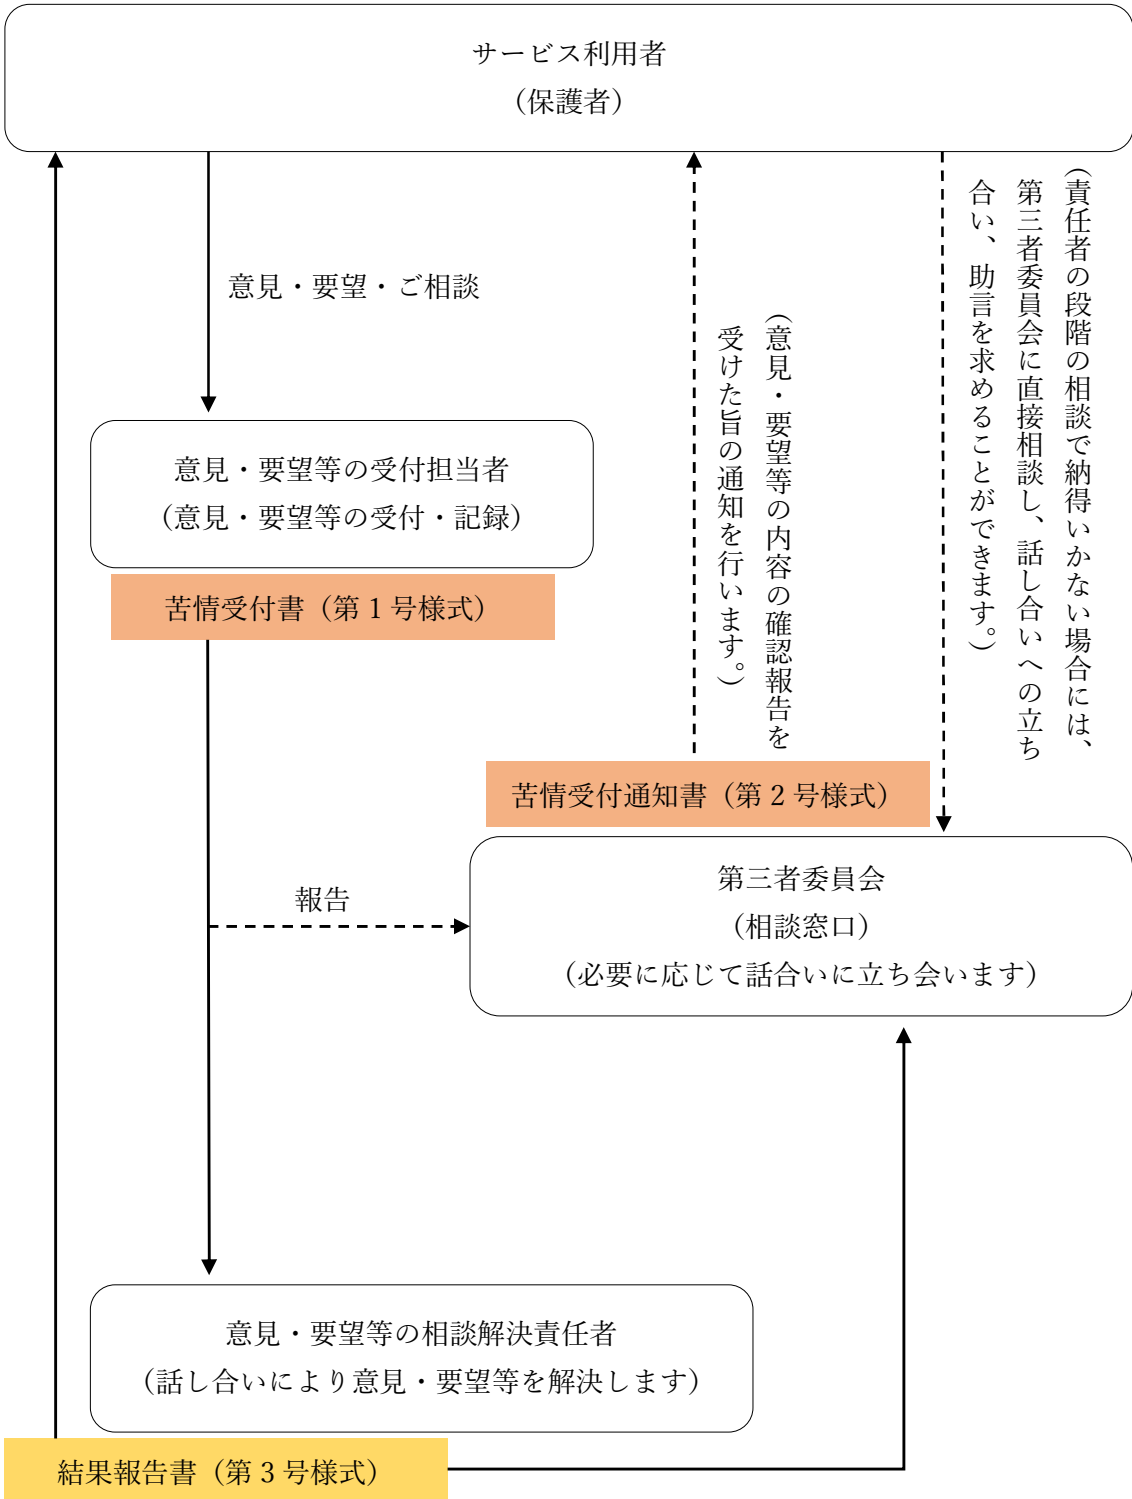 サービス利用者
（保護者）
意見・要望・ご相談
（責任者の段階の相談で納得いかない場合には、
第三者委員会に直接相談し、話し合いへの立ち
合い、助言を求めることができます。）
（意見・要望等の内容の確認報告を
受けた旨の通知を行います。）
意見・要望等の受付担当者
（意見・要望等の受付・記録）
苦情受付書（第１号様式）
苦情受付通知書（第２号様式）
報告
第三者委員会
（相談窓口）
（必要に応じて話合いに立ち会います）
意見・要望等の相談解決責任者
（話し合いにより意見・要望等を解決します）
結果報告書（第３号様式）